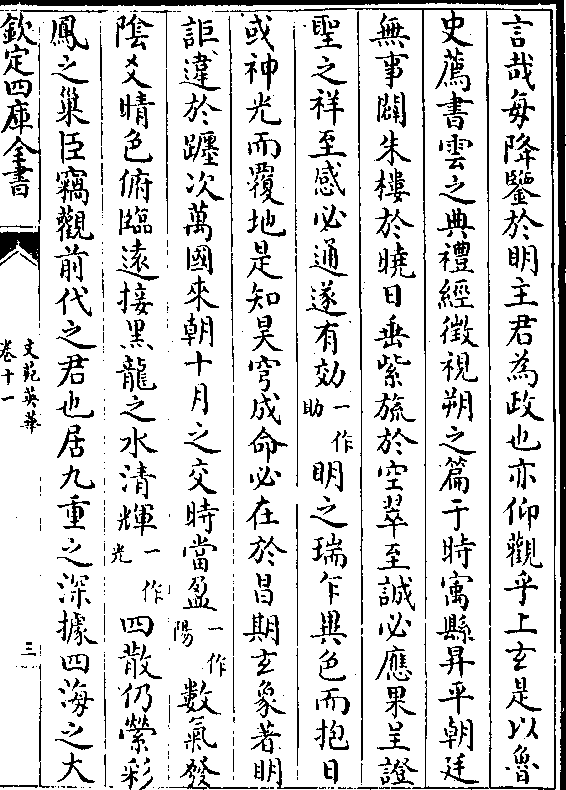 言哉每降鑒於明主君為政也亦仰觀乎上玄是以魯
史薦書雲之典禮經徵視朔之篇于時寓縣昇平朝廷
無事闢朱樓於曉日垂紫旒於空翠至誠必應果呈證
聖之祥至感必通遂有効一作助明之瑞乍異色而抱日
或神光而覆地是知昊穹成命必在於昌期玄象著明
詎違於躔次萬國來朝十月之交時當盈一作陽數氣發
陰爻晴色俯臨遠接黑龍之水清輝一作光四散仍縈彩
鳳之巢臣竊觀前代之君也居九重之深據四海之大
欽定四庫全書
文苑英華
卷十一
三